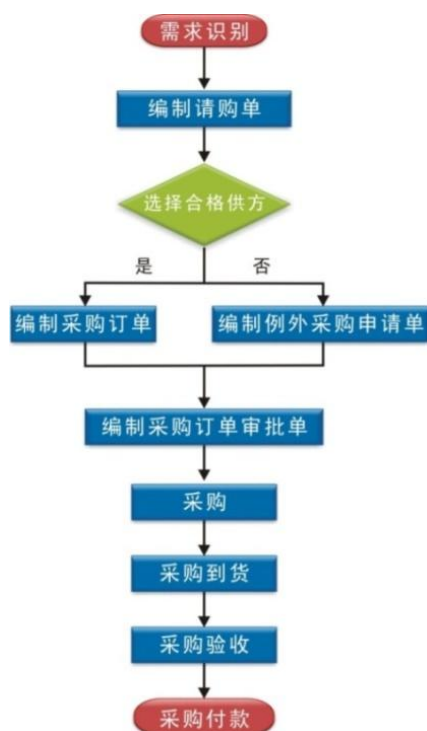 需求识别
编制请购单
选择合格供方
是
否
编制采购订单
编制例外采购申请单
编制采购订单审批单
采购
采购到货
采购验收
采购付款